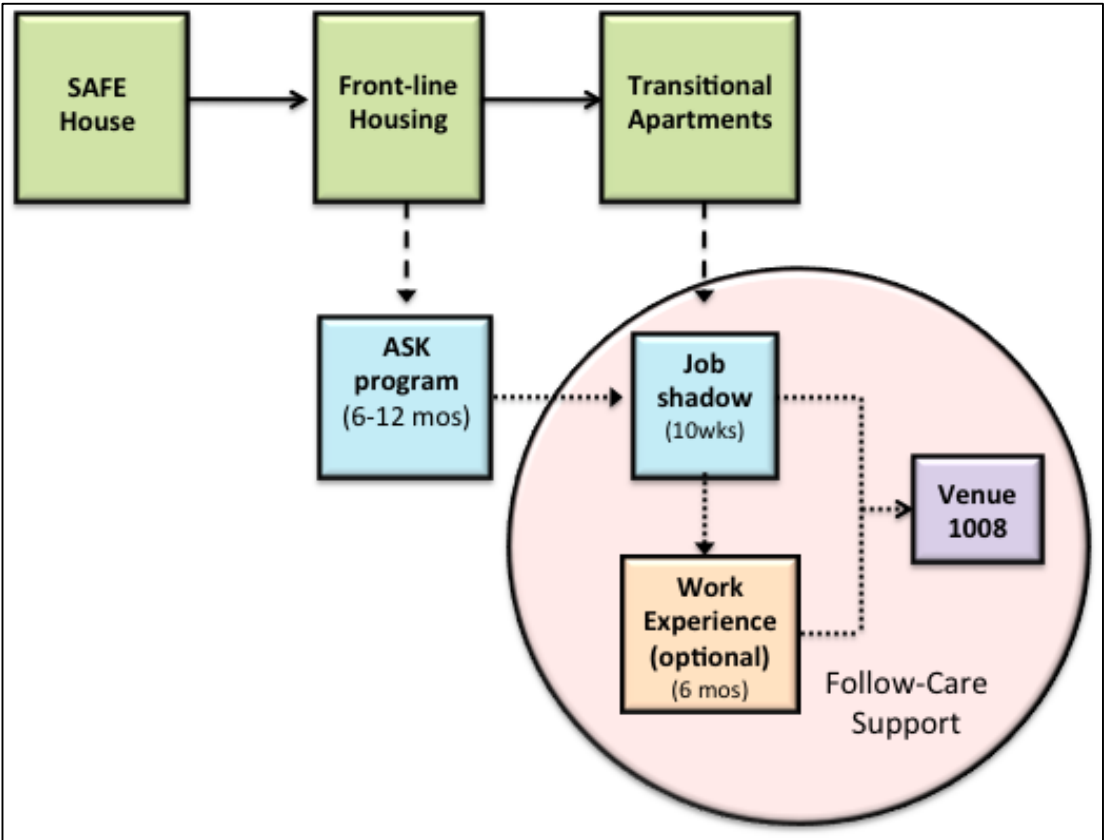 SAFE
House
Front-line
Housing
Transitional
Apartments
ASK
program
(6-12 mos)
Job
shadow
(10wks)
Venue
1008
Work
Experience
(optional)
(6 mos)
Follow-Care
Support